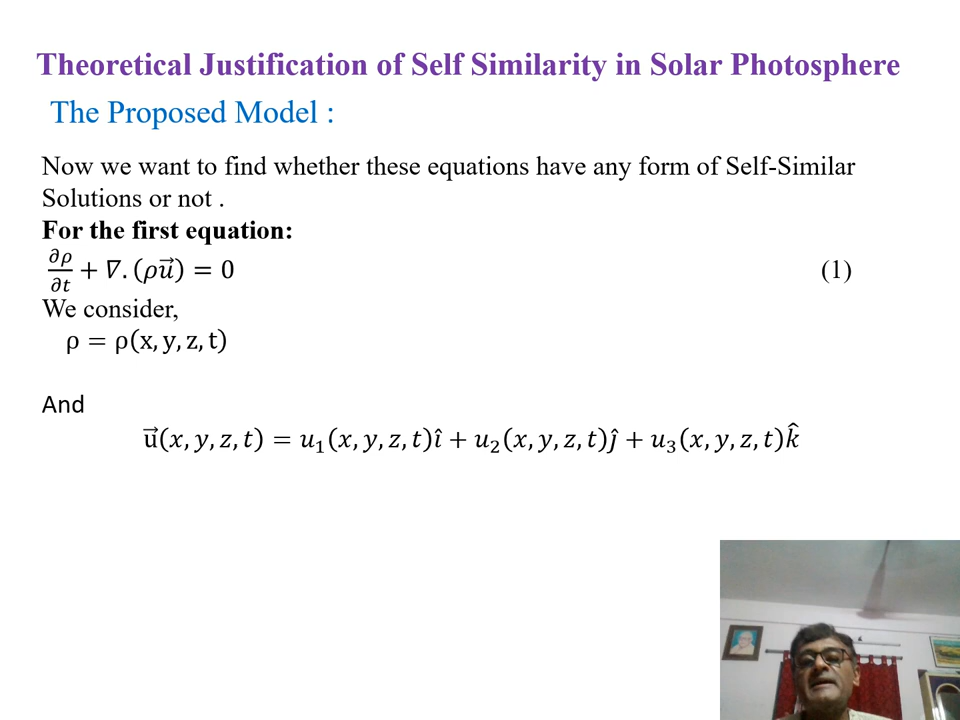 Theoretical Justification of Self Similarity in Solar Photosphere
The Proposed Model :
Now we want to find whether these equations have any form of Self-Similar
Solutions or not .
For the first equation:
∂ρ/∂t + ∇. (ρu⃗) = 0 (1)
We consider,
ρ = ρ(x, y, z, t)
And
u⃗(x, y, z, t) = u₁(x, y, z, t)î + u₂(x, y, z, t)ĵ + u₃(x, y, z, t)k̂